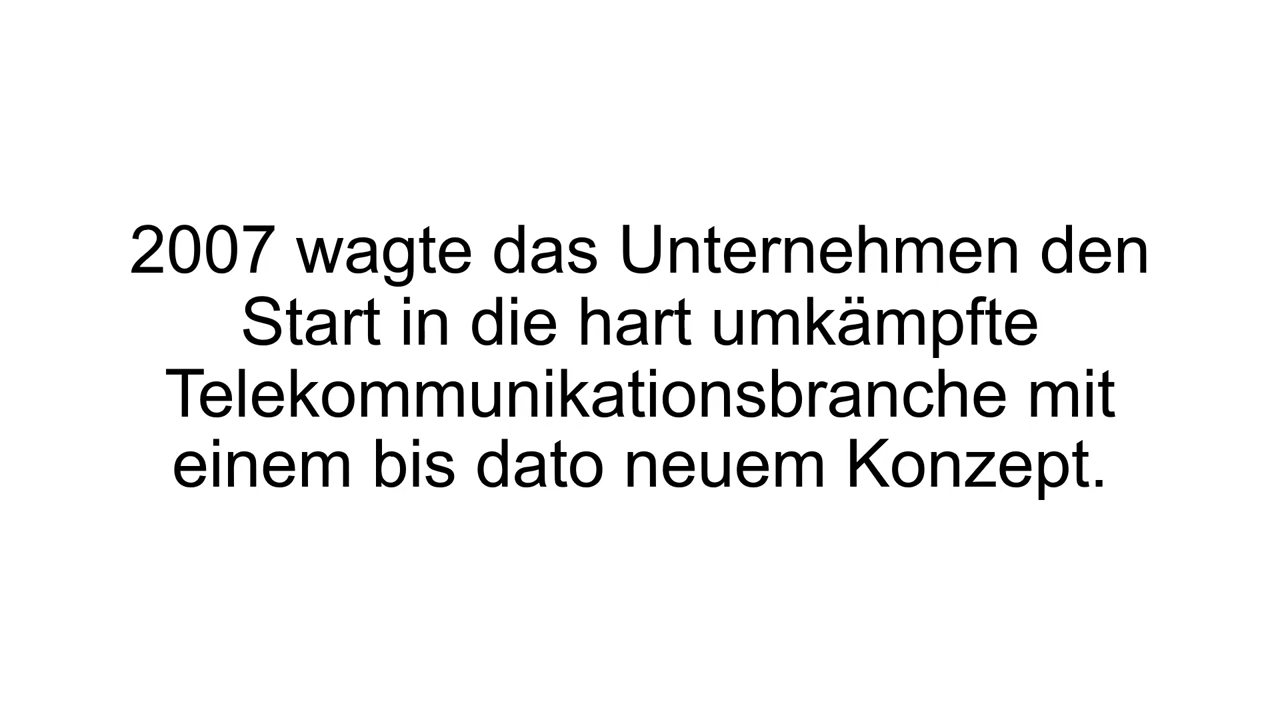 2007 wagte das Unternehmen den
Start in die hart umkämpfte
Telekommunikationsbranche mit
einem bis dato neuem Konzept.